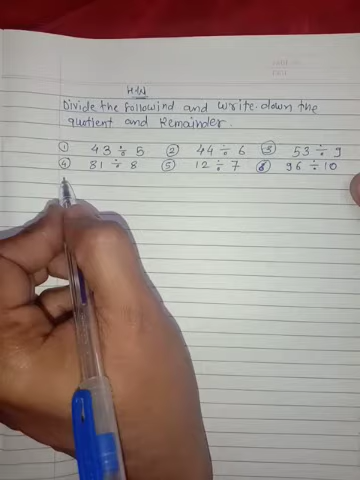 H.W
Divide the followind and write down the
quotient and Remainder.
① 43 ÷ 5 ② 44 ÷ 6 ③ 53 ÷ 9
④ 81 ÷ 8 ⑤ 12 ÷ 7 ⑥ 96 ÷ 10